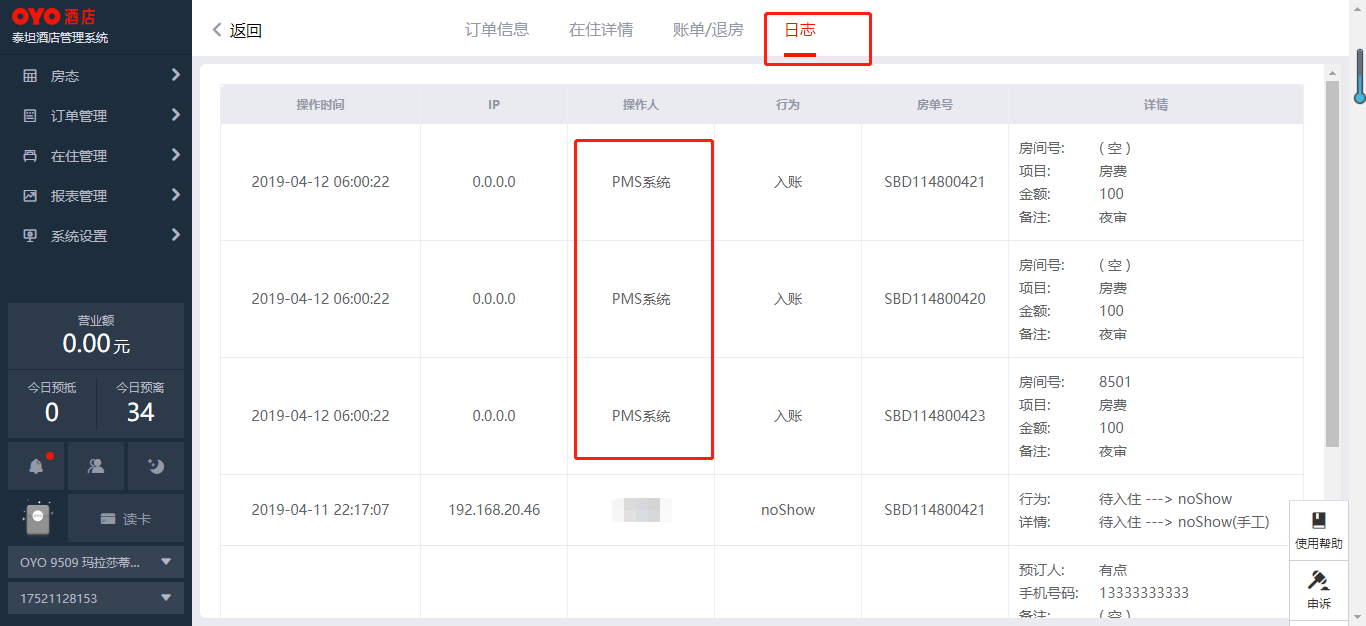 OYO 酒店
泰坦酒店管理系统
房态
订单管理
在住管理
报表管理
系统设置
营业额
0.00元
今日预抵 今日预离
0 34
读卡
OYO 9509 玛拉莎蒂...
17521128153
返回 订单信息 在住详情 账单/退房 日志
操作时间 IP 操作人 行为 房单号 详情
2019-04-12 06:00:22 0.0.0.0 PMS系统 入账 SBD114800421
房间号: ( 空 )
项目: 房费
金额: 100
备注: 夜审
2019-04-12 06:00:22 0.0.0.0 PMS系统 入账 SBD114800420
房间号: ( 空 )
项目: 房费
金额: 100
备注: 夜审
2019-04-12 06:00:22 0.0.0.0 PMS系统 入账 SBD114800423
房间号: 8501
项目: 房费
金额: 100
备注: 夜审
2019-04-11 22:17:07 192.168.20.46 noShow SBD114800421
行为: 待入住 ---> noShow
详情: 待入住 ---> noShow(手工)
预订人: 有点
手机号码: 13333333333
备注: ( 空 )
使用帮助
申诉